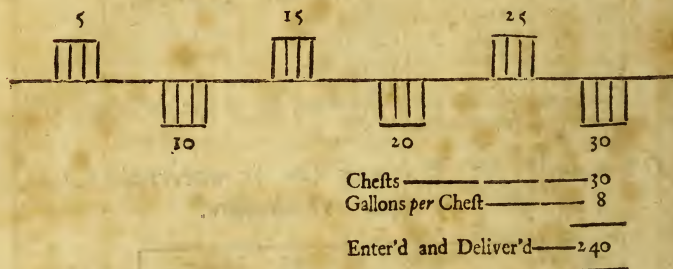 5 15 25
10 20 30
Cheſts 30
Gallons per Cheſt 8
Enter'd and Deliver'd 240